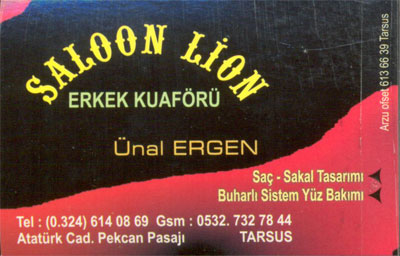 SALOON LİON
ERKEK KUAFÖRÜ
Ünal ERGEN
Saç - Sakal Tasarımı
Buharlı Sistem Yüz Bakımı
Tel : (0.324) 614 08 69 Gsm : 0532. 732 78 44
Atatürk Cad. Pekcan Pasajı TARSUS
Arzu ofset 613 66 39 Tarsus